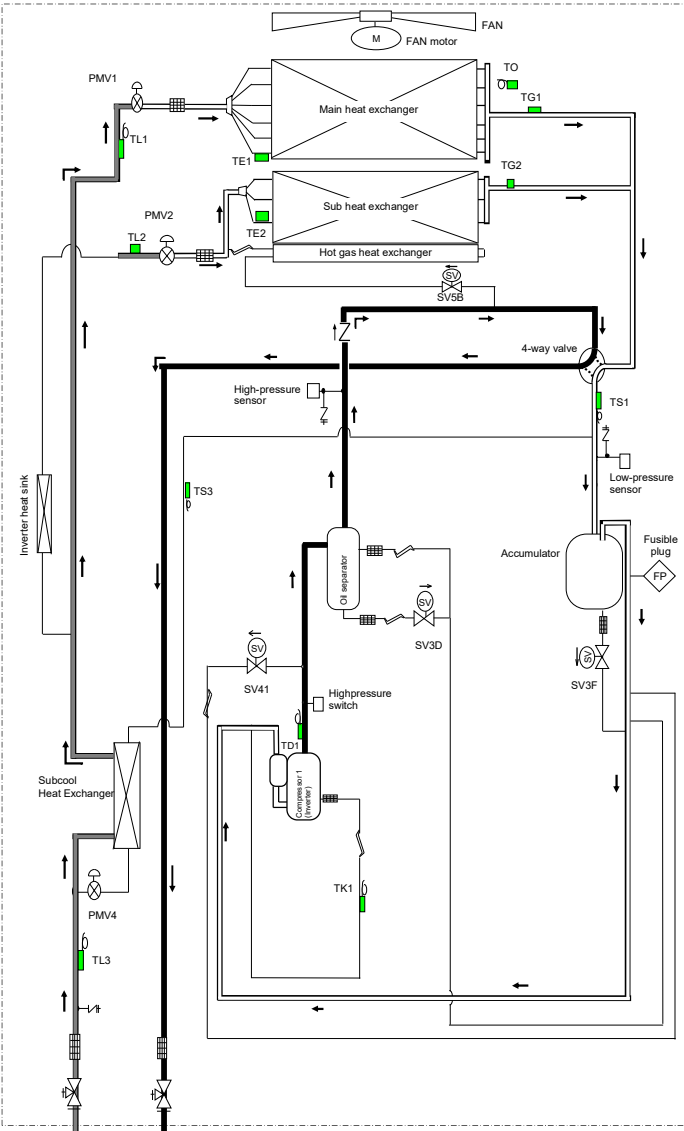 FAN
M
FAN motor
PMV1
TO
TG1
Main heat exchanger
TL1
TE1
TG2
PMV2
Sub heat exchanger
TL2
TE2
Hot gas heat exchanger
SV
SV5B
4-way valve
High-pressure
sensor
TS1
Low-pressure
sensor
TS3
Inverter heat sink
Accumulator
Fusible
plug
FP
Oil separator
SV
SV3D
SV
SV41
SV
SV3F
Highpressure
switch
TD1
Subcool
Heat Exchanger
Compressor 1
(Inverter)
TK1
PMV4
TL3